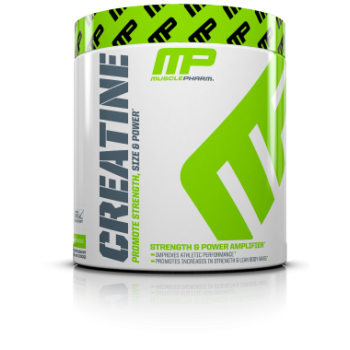 MP
MUSCLEPHARM®
CREATINE
PROMOTE STRENGTH, SIZE & POWER*
STRENGTH & POWER AMPLIFIER*
IMPROVES ATHLETIC PERFORMANCE*
PROMOTES INCREASES IN STRENGTH & LEAN BODY MASS*